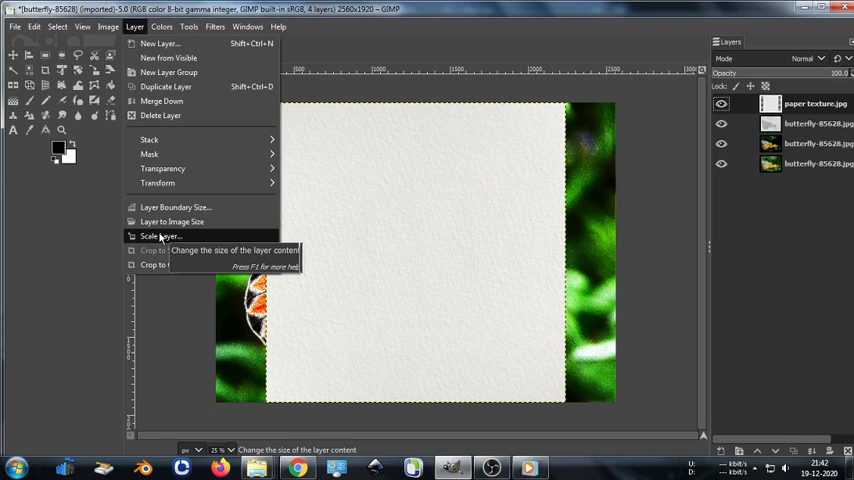 *[butterfly-85628] (imported)-5.0 (RGB color 8-bit gamma integer, GIMP built-in sRGB, 4 layers) 2560x1920 – GIMP
File Edit Select View Image Layer Colors Tools Filters Windows Help
New Layer... Shift+Ctrl+N
New from Visible
New Layer Group
Duplicate Layer Shift+Ctrl+D
Merge Down
Delete Layer
Stack
Mask
Transparency
Transform
Layer Boundary Size...
Layer to Image Size
Scale Layer...
Crop to
Change the size of the layer content
Press F1 for more help
Crop to
500 1000 1500 2000 2500
Layers
Mode Normal
Opacity 100.0
Lock:
paper texture.jpg
butterfly-85628.jpg
butterfly-85628.jpg
butterfly-85628.jpg
px 25 % Change the size of the layer content
U: --- kbit/s
D: --- kbit/s
21:42
19-12-2020